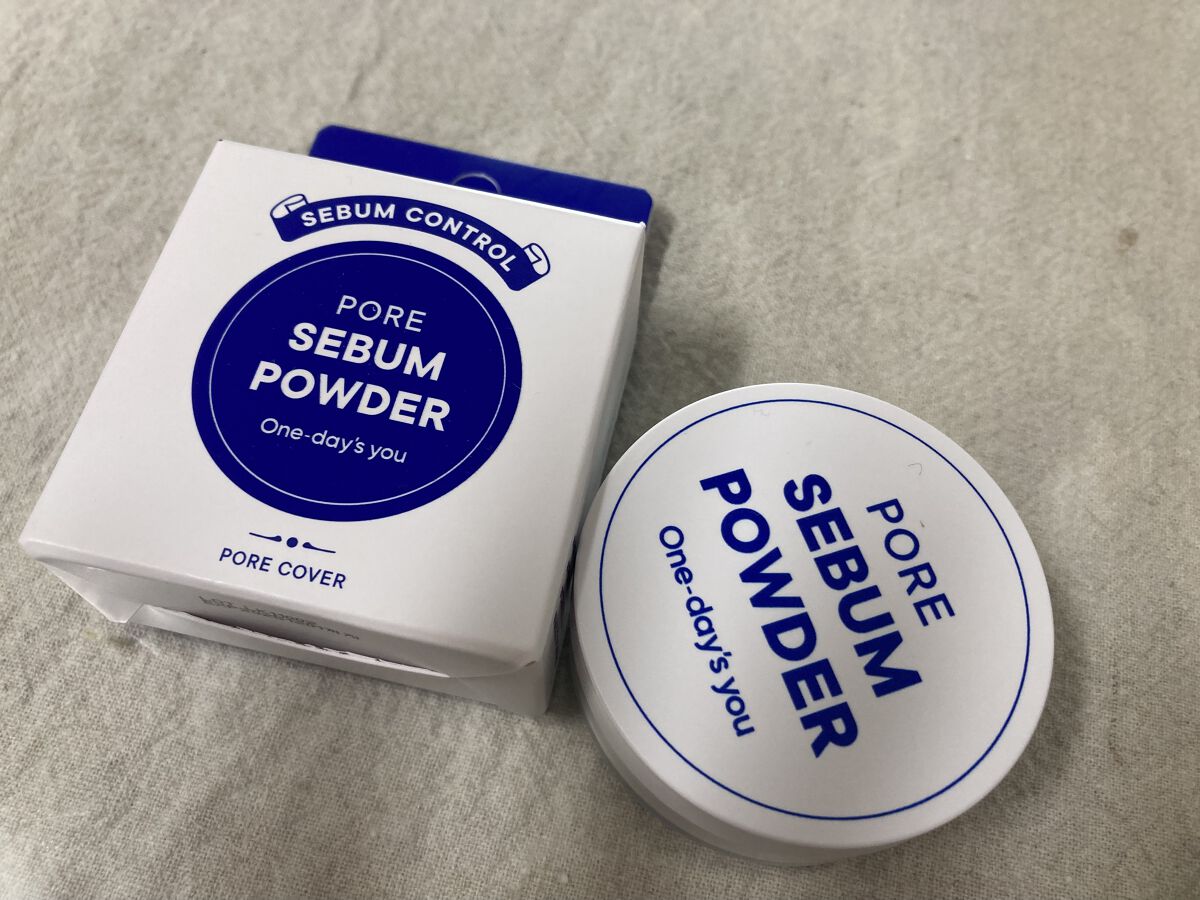 SEBUM CONTROL
PORE
SEBUM
POWDER
One-day's you
PORE COVER
PORE
SEBUM
POWDER
One-day's you